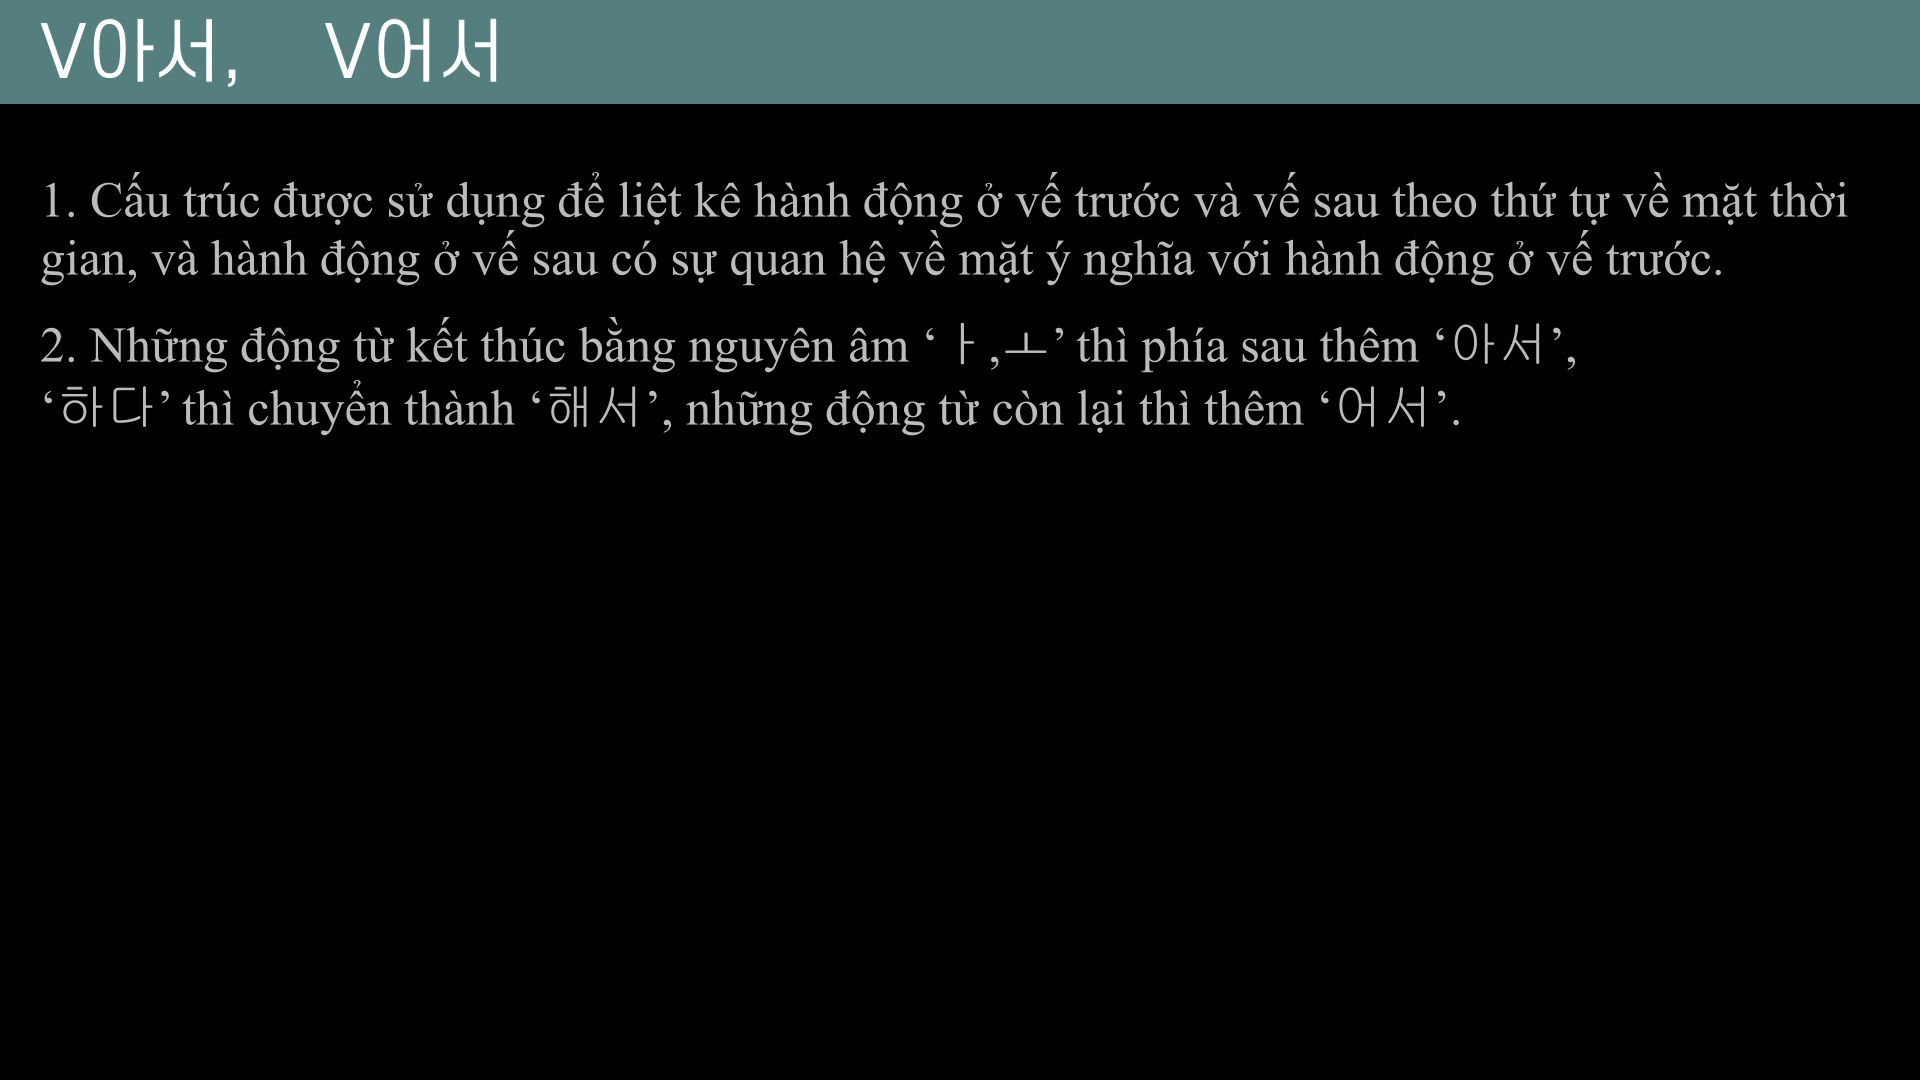 V아서, V어서
1. Cấu trúc được sử dụng để liệt kê hành động ở vế trước và vế sau theo thứ tự về mặt thời
gian, và hành động ở vế sau có sự quan hệ về mặt ý nghĩa với hành động ở vế trước.
2. Những động từ kết thúc bằng nguyên âm ‘ㅏ,ㅗ’ thì phía sau thêm ‘아서’,
‘하다’ thì chuyển thành ‘해서’, những động từ còn lại thì thêm ‘어서’.